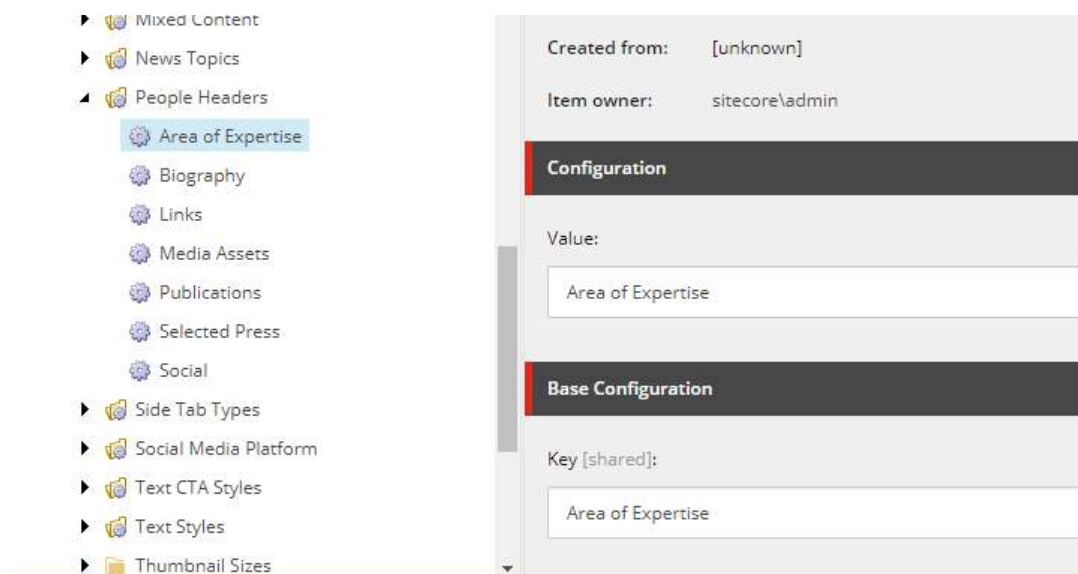 Mixed Content
News Topics
People Headers
Area of Expertise
Biography
Links
Media Assets
Publications
Selected Press
Social
Side Tab Types
Social Media Platform
Text CTA Styles
Text Styles
Thumbnail Sizes
Created from: [unknown]
Item owner: sitecore\admin
Configuration
Value:
Area of Expertise
Base Configuration
Key [shared]:
Area of Expertise